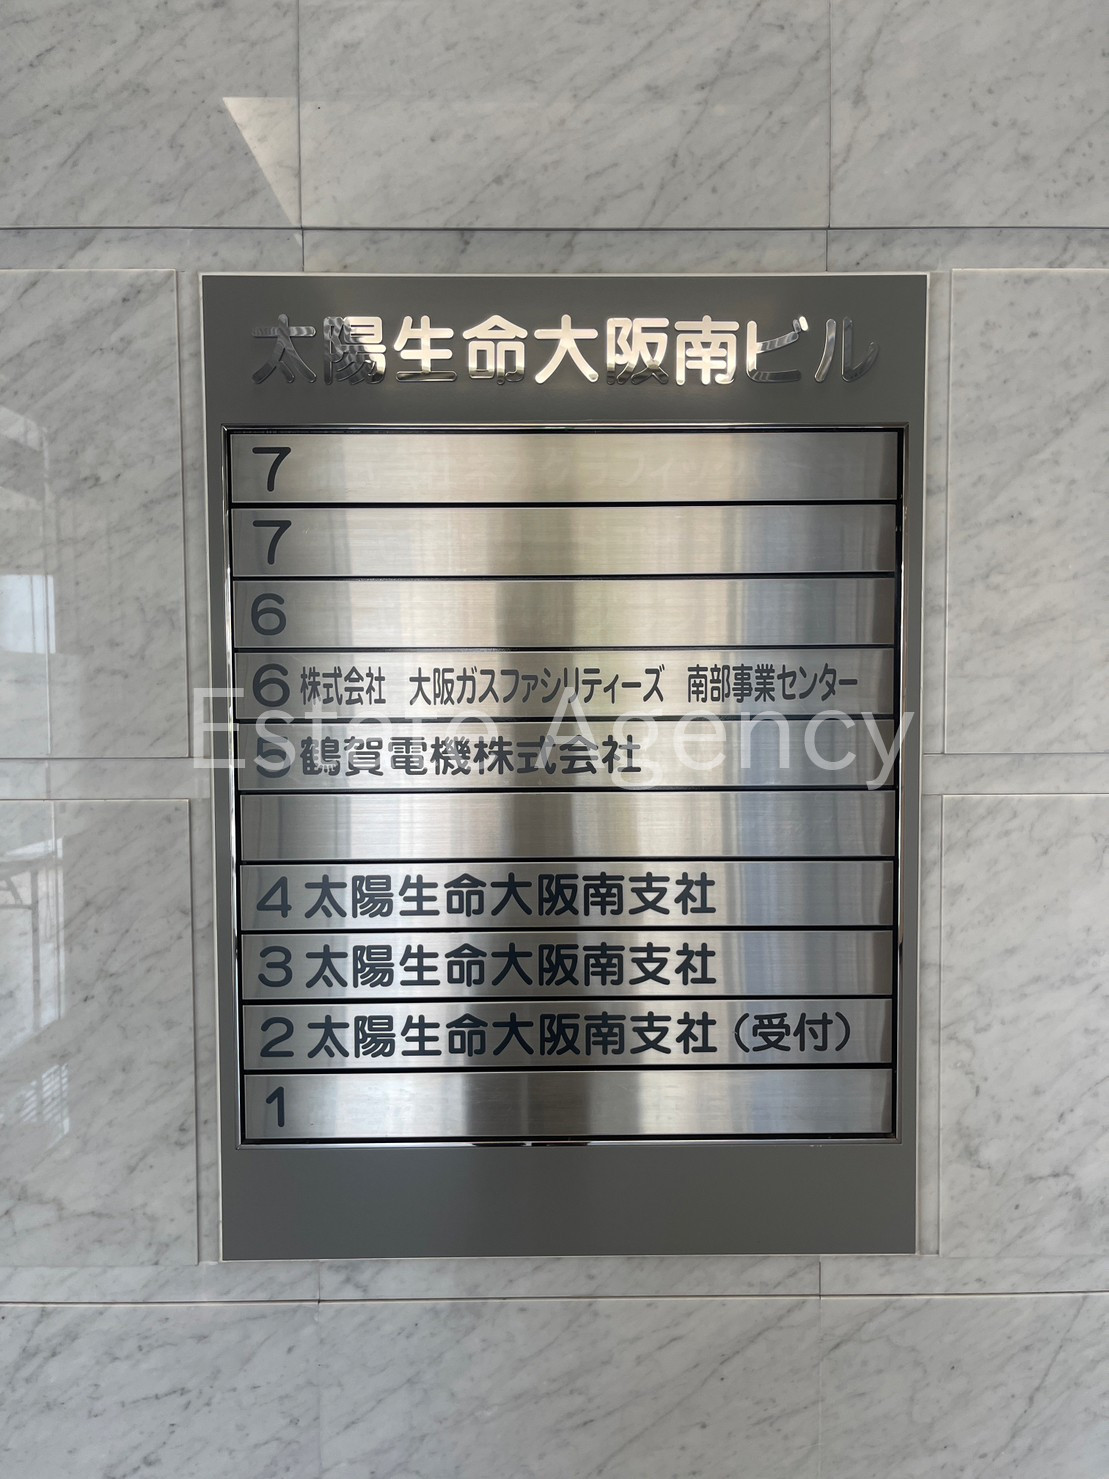 太陽生命大阪南ビル
7
7
6
6 株式会社 大阪ガスファシリティーズ 南部事業センター
5 鶴賀電機株式会社
4 太陽生命大阪南支社
3 太陽生命大阪南支社
2 太陽生命大阪南支社(受付)
1
Estate Agency